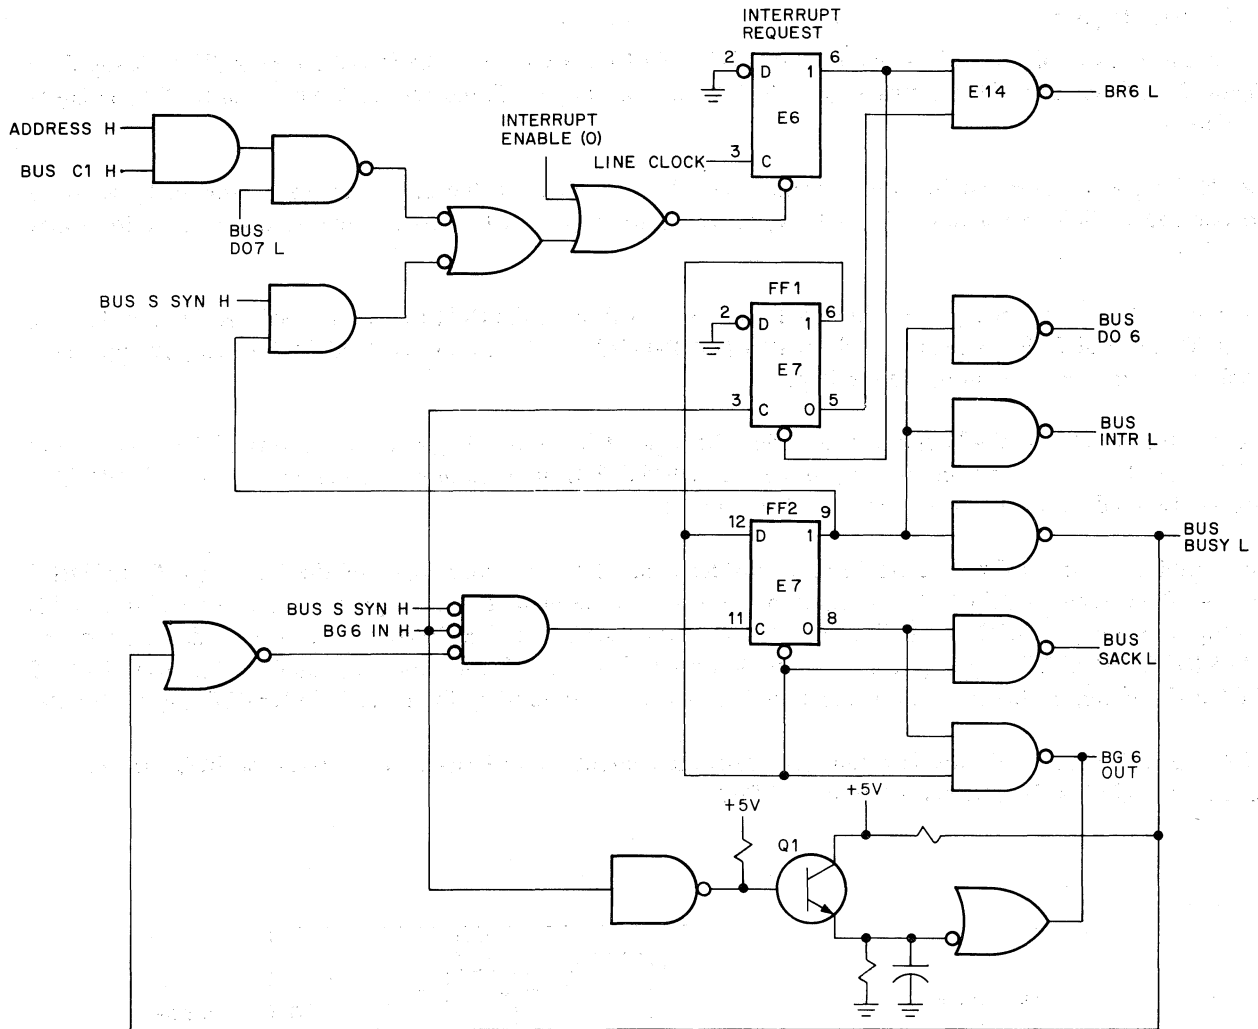 INTERRUPT
REQUEST
2
D
1
6
E6
3
C
LINE CLOCK
E14
BR6 L
ADDRESS H
BUS C1 H
BUS
DO7 L
INTERRUPT
ENABLE (0)
BUS S SYN H
FF1
2
D
1
6
E7
3
C
0
5
BUS
DO 6
BUS
INTR L
FF2
12
D
1
9
E7
11
C
0
8
BUS
BUSY L
BUS S SYN H
BG6 IN H
BUS
SACK L
BG 6
OUT
+5V
+5V
Q1